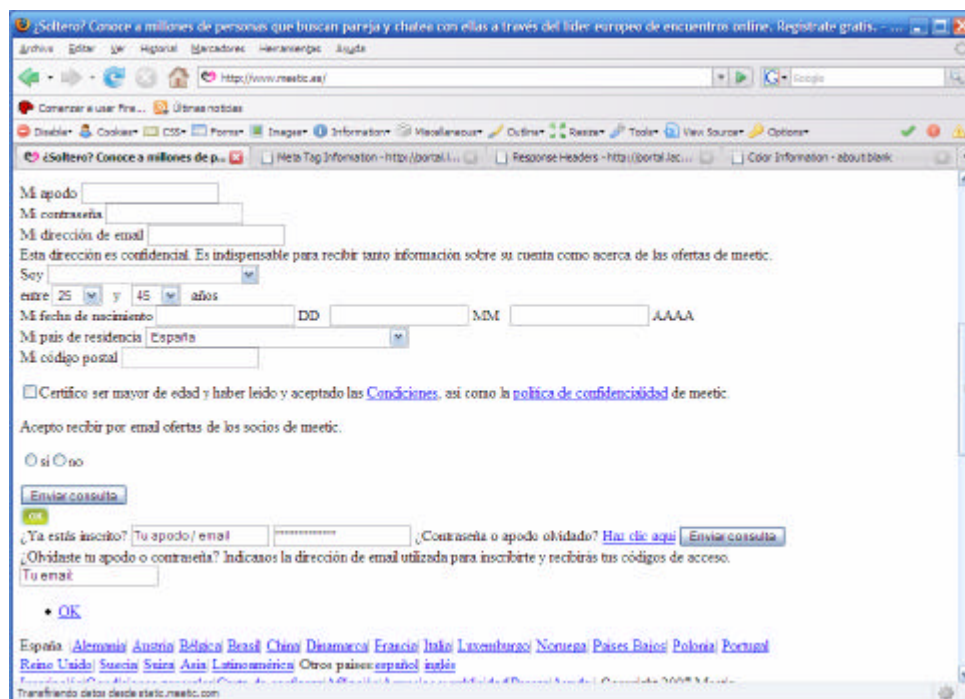 ¿Soltero? Conoce a millones de personas que buscan pareja y chatea con ellas a través del líder europeo de encuentros online. Regístrate gratis. - ...
Archivo Editar Ver Historial Marcadores Herramientas Ayuda
http://www.meetic.es/ Google
Comenzar a usar Fire... Últimas noticias
Disable Cookies CSS Forms Images Information Miscellaneous Outline Resize Tools View Source Options
¿Soltero? Conoce a millones de p... Meta Tag Information - http://portal.l... Response Headers - http://portal.lac... Color Information - about:blank
Mi apodo
Mi contraseña
Mi dirección de email
Esta dirección es confidencial. Es indispensable para recibir tanto información sobre su cuenta como acerca de las ofertas de meetic.
Soy
entre 25 y 45 años
Mi fecha de nacimiento DD MM AAAA
Mi país de residencia España
Mi código postal
Certifico ser mayor de edad y haber leído y aceptado las Condiciones, así como la política de confidencialidad de meetic.
Acepto recibir por email ofertas de los socios de meetic.
si no
Enviar consulta
OK
¿Ya estás inscrito? Tu apodo / email ************ ¿Contraseña o apodo olvidado? Haz clic aquí Enviar consulta
¿Olvidaste tu apodo o contraseña? Indícanos la dirección de email utilizada para inscribirte y recibirás tus códigos de acceso.
Tu email:
• OK
España |Alemania| Austria| Bélgica| Brasil| China| Dinamarca| Francia| Italia| Luxemburgo| Noruega| Países Bajos| Polonia| Portugal
Reino Unido| Suecia| Suiza| Asia| Latinoamérica| Otros países:español| inglés
Copyright 2007 Meetic
Transfiriendo datos desde static.meetic.com